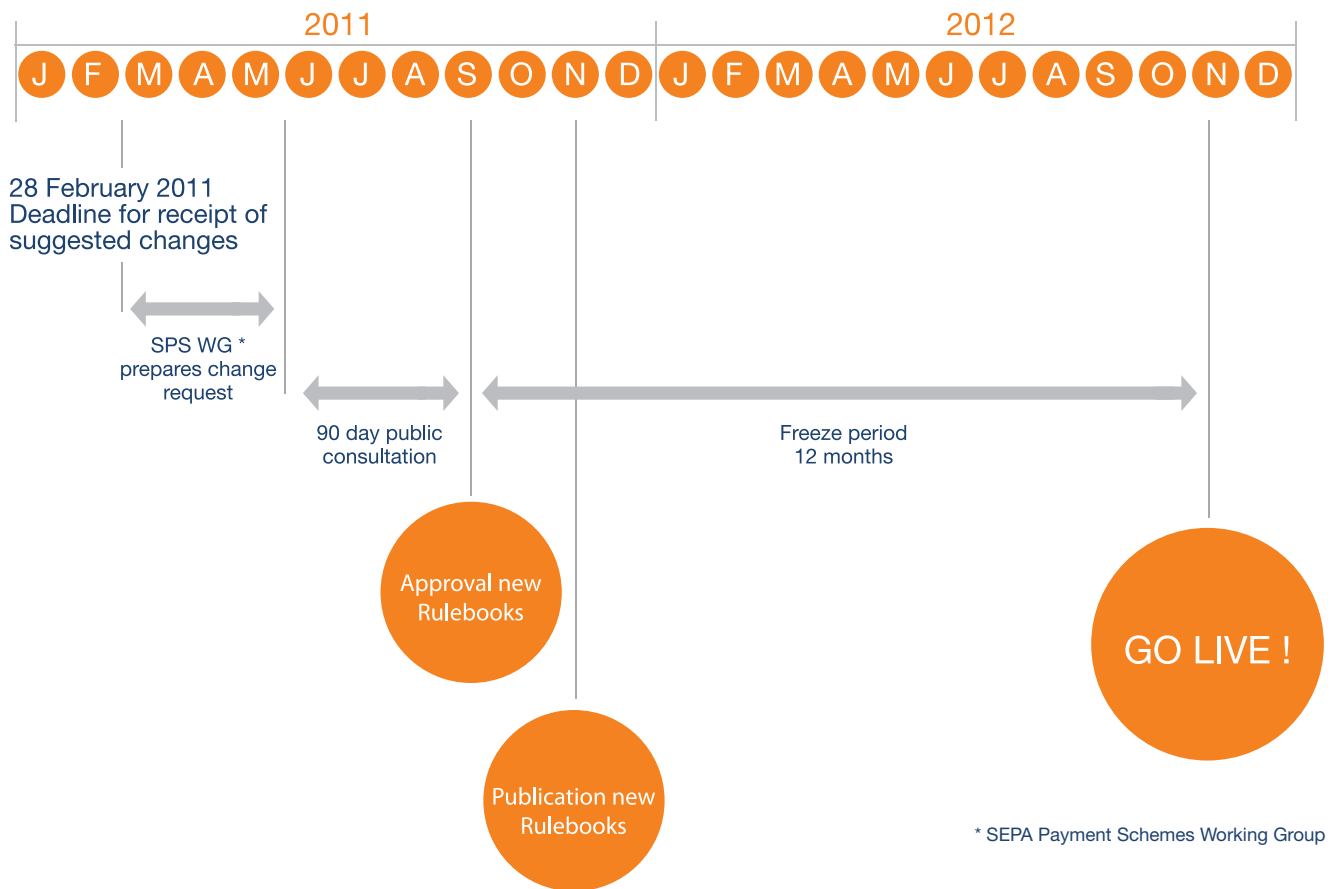 2011
2012
J F M A M J J A S O N D J F M A M J J A S O N D
28 February 2011
Deadline for receipt of
suggested changes
SPS WG *
prepares change
request
90 day public
consultation
Freeze period
12 months
Approval new
Rulebooks
GO LIVE !
Publication new
Rulebooks
* SEPA Payment Schemes Working Group